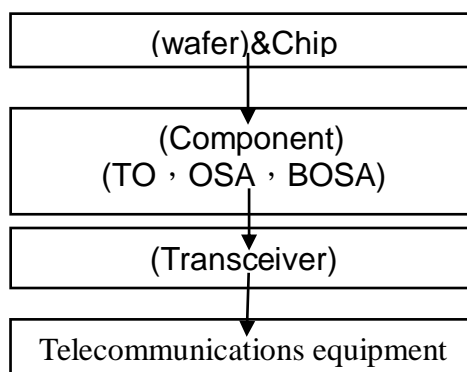 (wafer)&Chip
(Component)
(TO，OSA，BOSA)
(Transceiver)
Telecommunications equipment